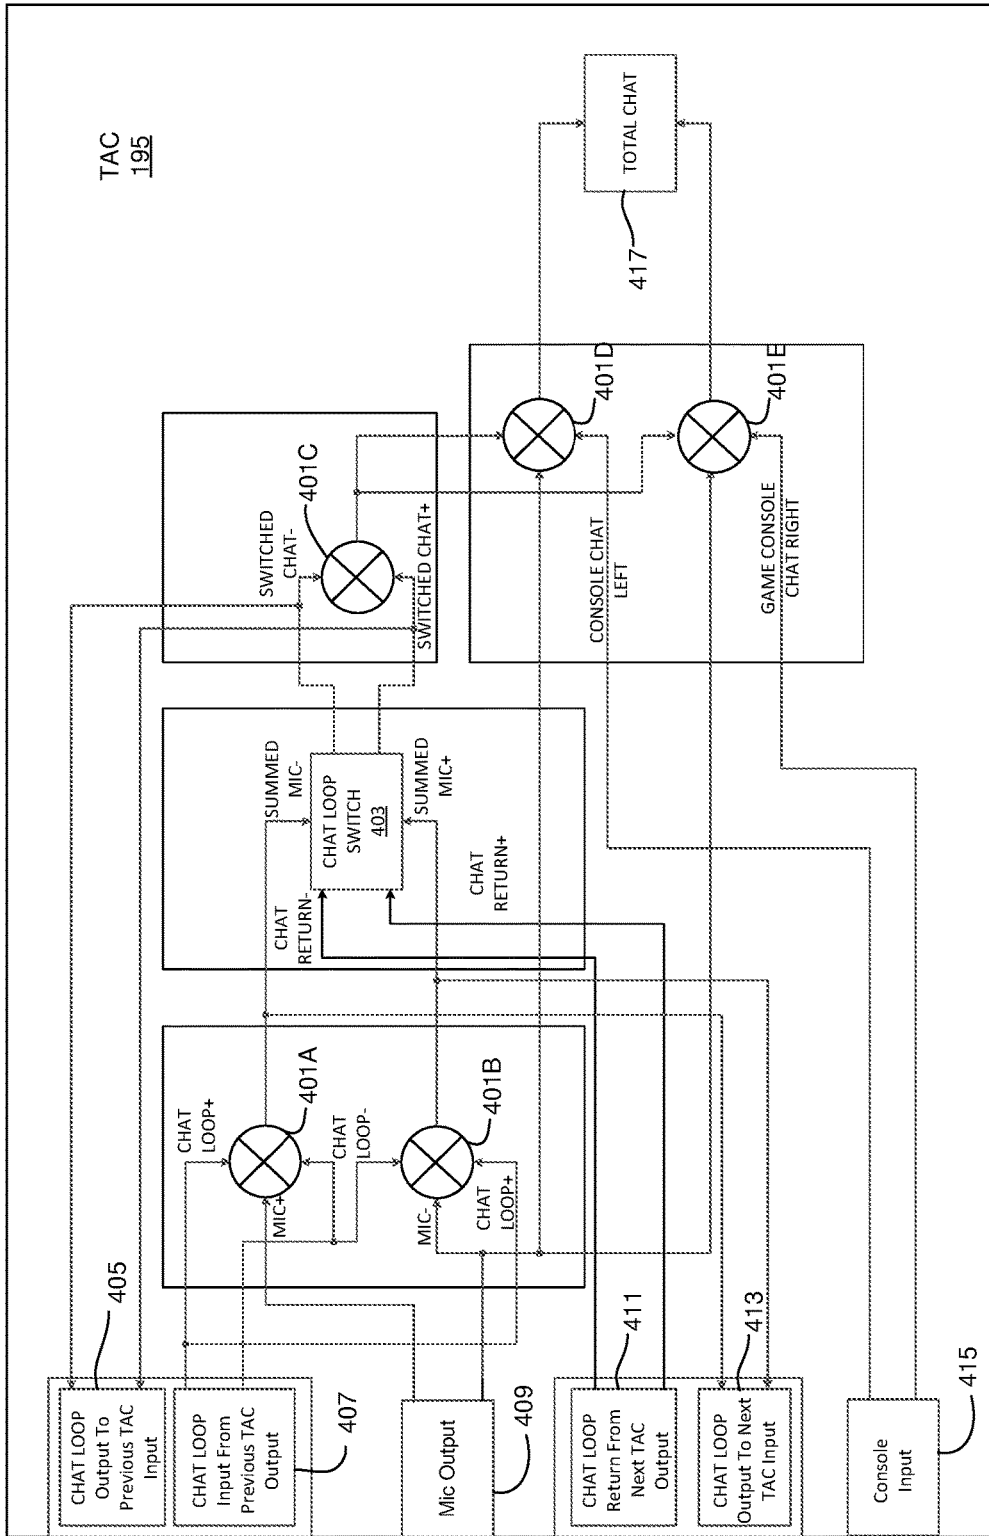 TAC
195
CHAT LOOP
Output To
Previous TAC
Input
405
CHAT LOOP
Input From
Previous TAC
Output
407
Mic Output
409
CHAT LOOP
Return From
Next TAC
Output
411
CHAT LOOP
Output To Next
TAC Input
413
Console
Input
415
CHAT
LOOP+
MIC+
401A
CHAT
LOOP-
MIC-
CHAT
LOOP+
401B
SUMMED
MIC-
CHAT
RETURN-
CHAT LOOP
SWITCH
403
SUMMED
MIC+
CHAT
RETURN+
SWITCHED
CHAT-
401C
SWITCHED CHAT+
401D
CONSOLE CHAT
LEFT
401E
GAME CONSOLE
CHAT RIGHT
TOTAL CHAT
417